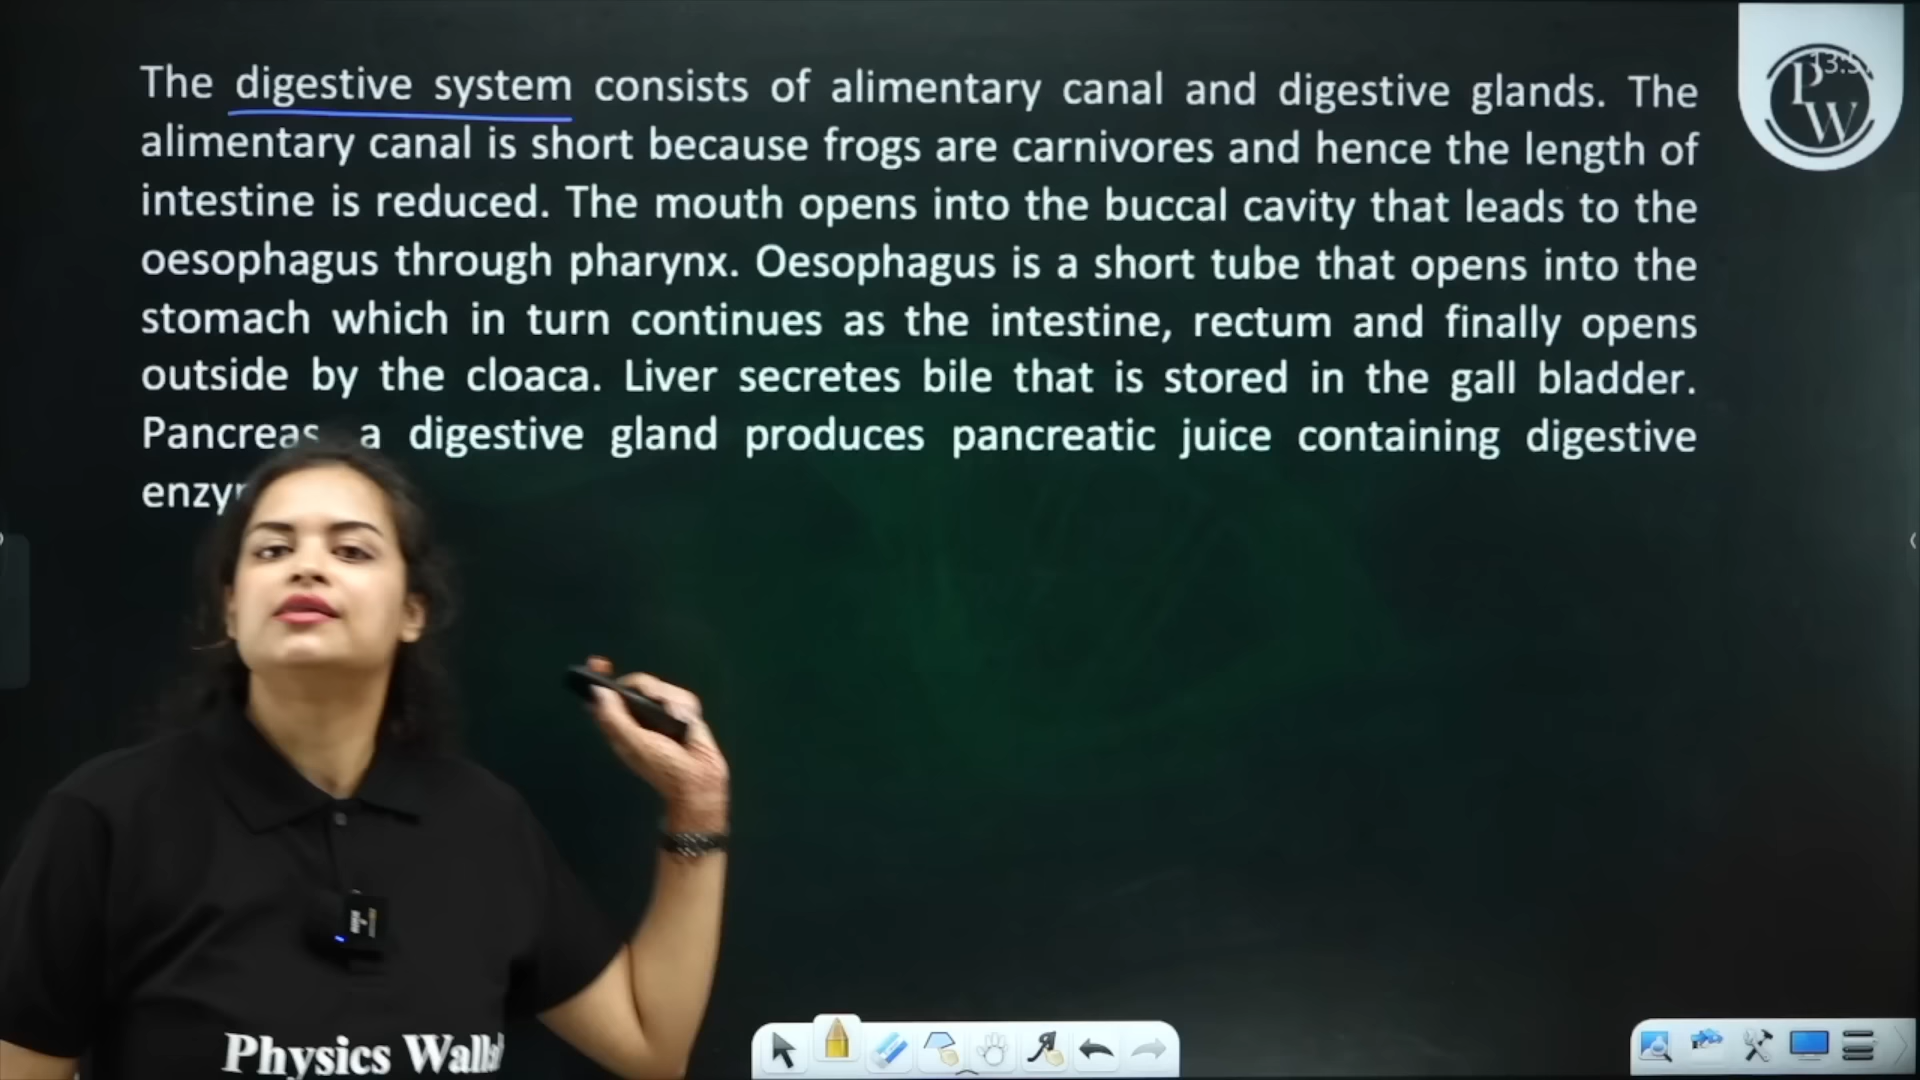 The digestive system consists of alimentary canal and digestive glands. The
alimentary canal is short because frogs are carnivores and hence the length of
intestine is reduced. The mouth opens into the buccal cavity that leads to the
oesophagus through pharynx. Oesophagus is a short tube that opens into the
stomach which in turn continues as the intestine, rectum and finally opens
outside by the cloaca. Liver secretes bile that is stored in the gall bladder.
Pancreas a digestive gland produces pancreatic juice containing digestive
PW
Physics